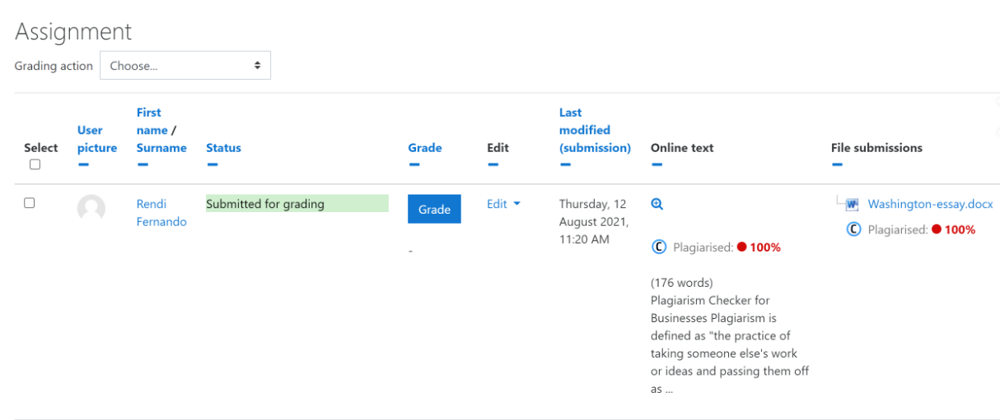 Assignment
Grading action Choose...
Select
User picture
First name / Surname
Status
Grade
Edit
Last modified (submission)
Online text
File submissions
Rendi Fernando
Submitted for grading
Grade
-
Edit
Thursday, 12
August 2021,
11:20 AM
C Plagiarised: 100%
(176 words)
Plagiarism Checker for
Businesses Plagiarism is
defined as "the practice of
taking someone else's work
or ideas and passing them off
as ...
Washington-essay.docx
C Plagiarised: 100%